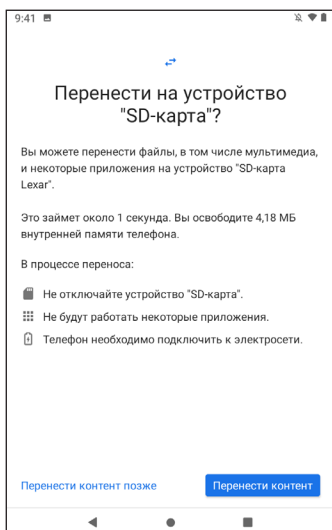 9:41
Перенести на устройство
"SD-карта"?
Вы можете перенести файлы, в том числе мультимедиа,
и некоторые приложения на устройство "SD-карта
Lexar".
Это займет около 1 секунда. Вы освободите 4,18 МБ
внутренней памяти телефона.
В процессе переноса:
Не отключайте устройство "SD-карта".
Не будут работать некоторые приложения.
Телефон необходимо подключить к электросети.
Перенести контент позже
Перенести контент